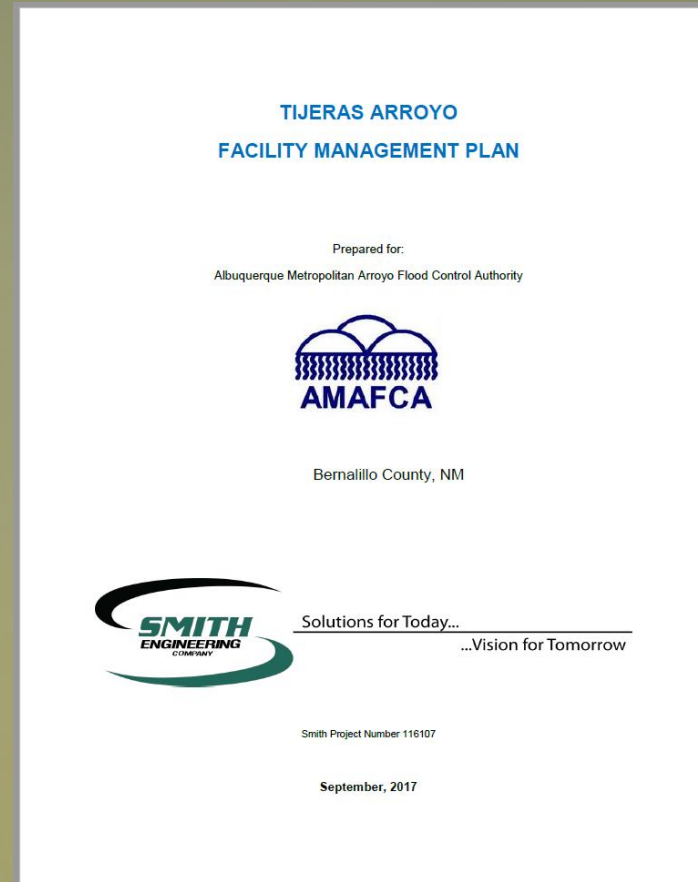 TIJERAS ARROYO
FACILITY MANAGEMENT PLAN
Prepared for:
Albuquerque Metropolitan Arroyo Flood Control Authority
AMAFCA
Bernalillo County, NM
SMITH
ENGINEERING
COMPANY
Solutions for Today...
...Vision for Tomorrow
Smith Project Number 116107
September, 2017